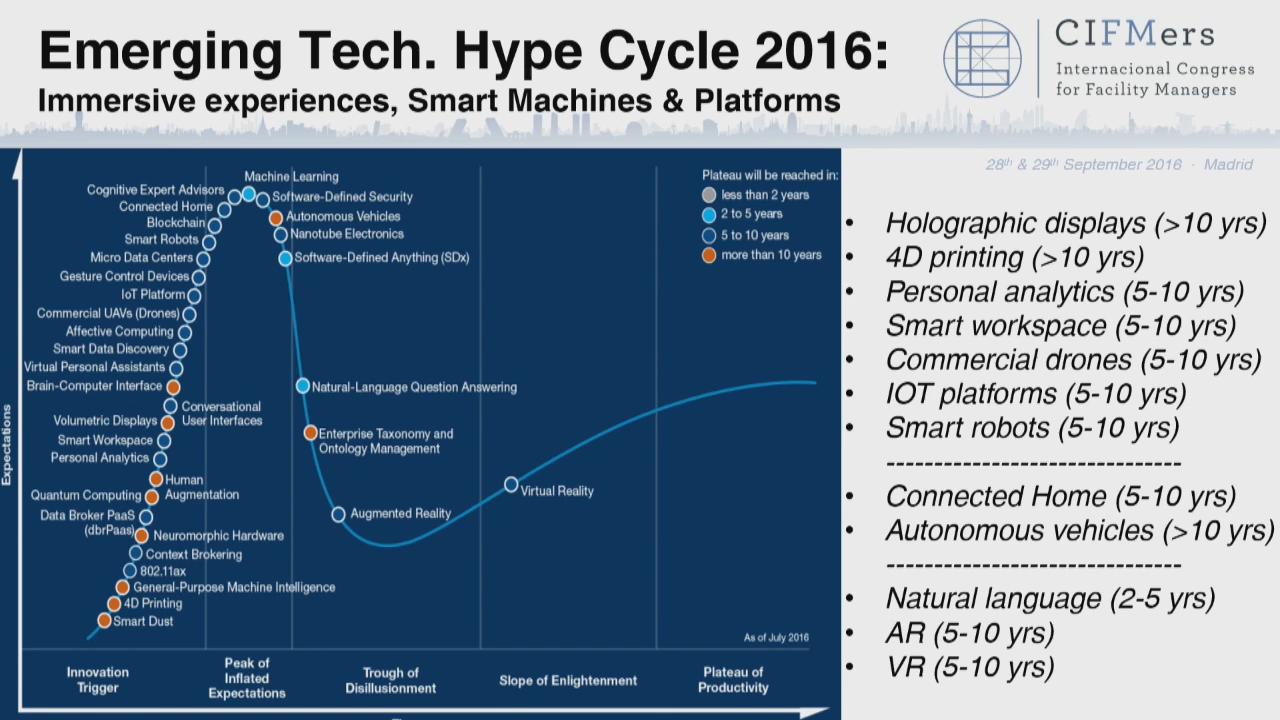 Emerging Tech. Hype Cycle 2016:
Immersive experiences, Smart Machines & Platforms
CIFMers
Internacional Congress
for Facility Managers
28th & 29th September 2016 · Madrid
Expectations
Machine Learning
Cognitive Expert Advisors
Software-Defined Security
Connected Home
Autonomous Vehicles
Blockchain
Nanotube Electronics
Smart Robots
Micro Data Centers
Software-Defined Anything (SDx)
Gesture Control Devices
IoT Platform
Commercial UAVs (Drones)
Affective Computing
Smart Data Discovery
Virtual Personal Assistants
Brain-Computer Interface
Natural-Language Question Answering
Conversational
User Interfaces
Volumetric Displays
Enterprise Taxonomy and
Ontology Management
Smart Workspace
Personal Analytics
Human
Augmentation
Quantum Computing
Virtual Reality
Data Broker PaaS
(dbrPaas)
Augmented Reality
Neuromorphic Hardware
Context Brokering
802.11ax
General-Purpose Machine Intelligence
4D Printing
Smart Dust
Plateau will be reached in:
less than 2 years
2 to 5 years
5 to 10 years
more than 10 years
As of July 2016
Innovation
Trigger
Peak of
Inflated
Expectations
Trough of
Disillusionment
Slope of Enlightenment
Plateau of
Productivity
• Holographic displays (>10 yrs)
• 4D printing (>10 yrs)
• Personal analytics (5-10 yrs)
• Smart workspace (5-10 yrs)
• Commercial drones (5-10 yrs)
• IOT platforms (5-10 yrs)
• Smart robots (5-10 yrs)
------------------------------
• Connected Home (5-10 yrs)
• Autonomous vehicles (>10 yrs)
------------------------------
• Natural language (2-5 yrs)
• AR (5-10 yrs)
• VR (5-10 yrs)